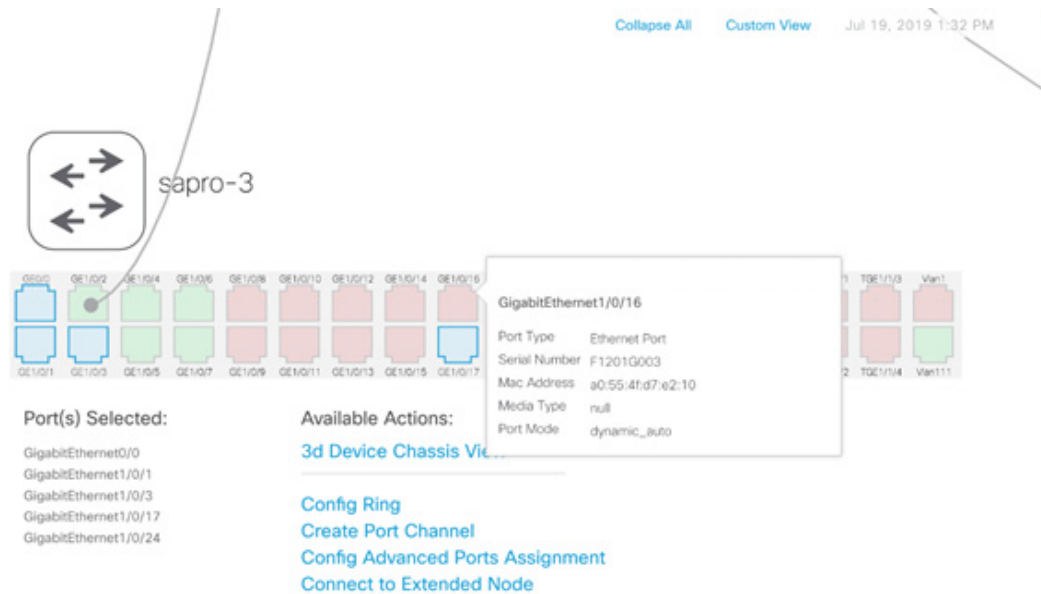 Collapse All Custom View Jul 19, 2019 1:32 PM
sapro-3
GE0/0 GE1/0/2 GE1/0/4 GE1/0/6 GE1/0/8 GE1/0/10 GE1/0/12 GE1/0/14 GE1/0/16 /1 TGE1/1/3 Vlan1
GE1/0/1 GE1/0/3 GE1/0/5 GE1/0/7 GE1/0/9 GE1/0/11 GE1/0/13 GE1/0/15 GE1/0/17 /2 TGE1/1/4 Vlan111
GigabitEthernet1/0/16
Port Type Ethernet Port
Serial Number F1201G003
Mac Address a0:55:4f:d7:e2:10
Media Type null
Port Mode dynamic_auto
Port(s) Selected:
GigabitEthernet0/0
GigabitEthernet1/0/1
GigabitEthernet1/0/3
GigabitEthernet1/0/17
GigabitEthernet1/0/24
Available Actions:
3d Device Chassis View
Config Ring
Create Port Channel
Config Advanced Ports Assignment
Connect to Extended Node